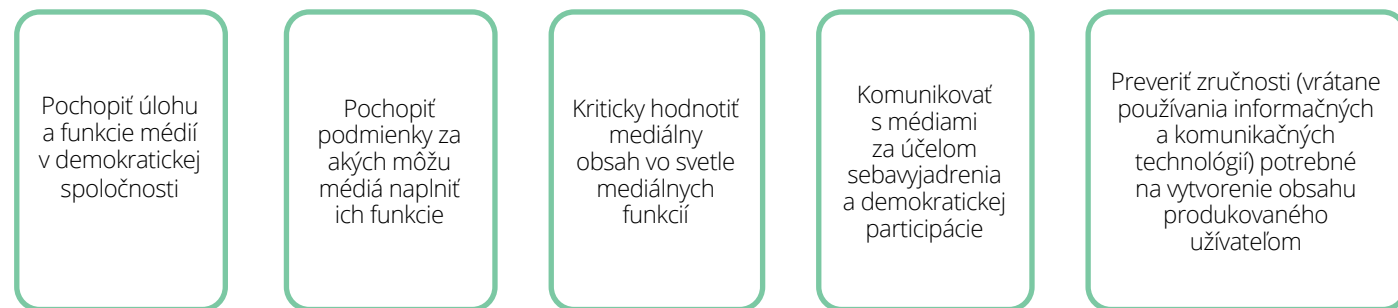 Pochopiť úlohu
a funkcie médií
v demokratickej
spoločnosti
Pochopiť
podmienky za
akých môžu
médiá naplniť
ich funkcie
Kriticky hodnotiť
mediálny
obsah vo svetle
mediálnych
funkcií
Komunikovať
s médiami
za účelom
sebavyjadrenia
a demokratickej
participácie
Preveriť zručnosti (vrátane
používania informačných
a komunikačných
technológií) potrebné
na vytvorenie obsahu
produkovaného
užívateľom